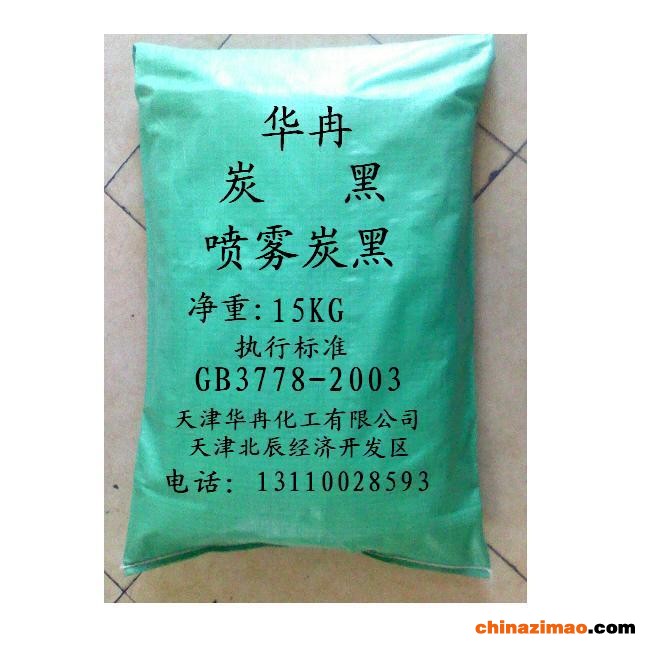 华冉
炭 黑
喷雾炭黑
净重：15KG
执行标准
GB3778-2003
天津华冉化工有限公司
天津北辰经济开发区
电话：13110028593
chinazimao.com